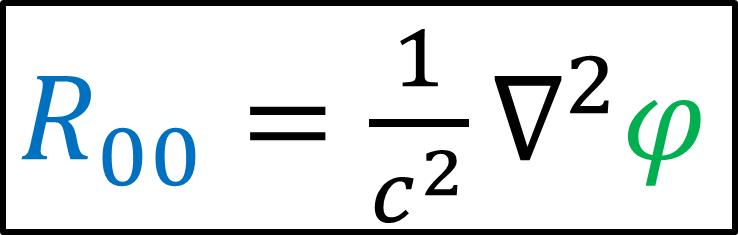 R₀₀ = 1/c² ∇²φ